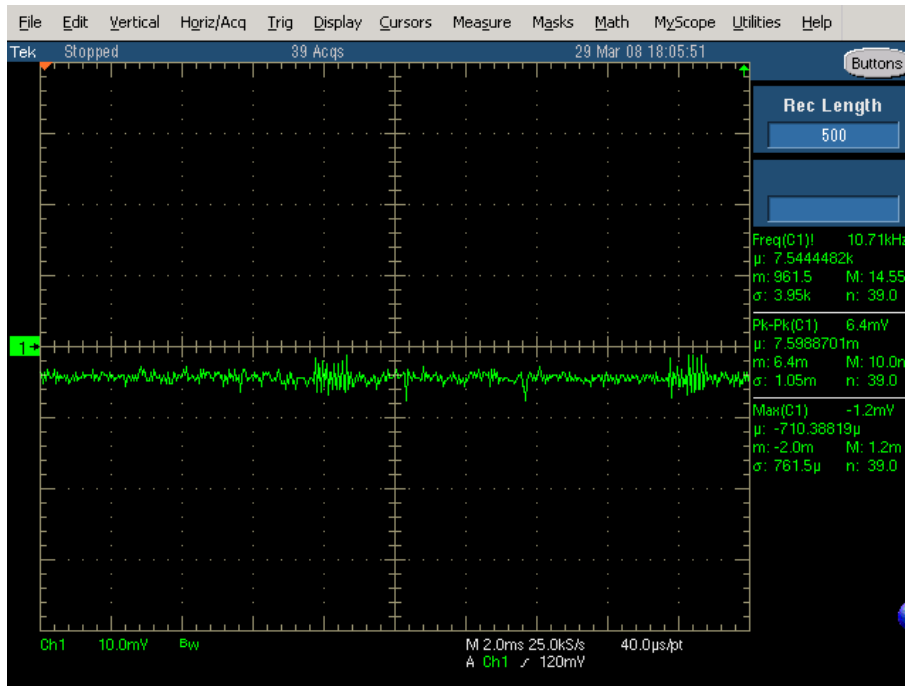 File Edit Vertical Horiz/Acq Trig Display Cursors Measure Masks Math MyScope Utilities Help
Tek Stopped 39 Acqs 29 Mar 08 18:05:51
Buttons
Rec Length
500
Freq(C1)! 10.71kHz
µ: 7.5444482k
m: 961.5 M: 14.55
σ: 3.95k n: 39.0
Pk-Pk(C1) 6.4mV
µ: 7.5988701m
m: 6.4m M: 10.0m
σ: 1.05m n: 39.0
Max(C1) -1.2mV
µ: -710.38819µ
m: -2.0m M: 1.2m
σ: 761.5µ n: 39.0
1
Ch1 10.0mV Bw M 2.0ms 25.0kS/s 40.0µs/pt
A Ch1 / 120mV